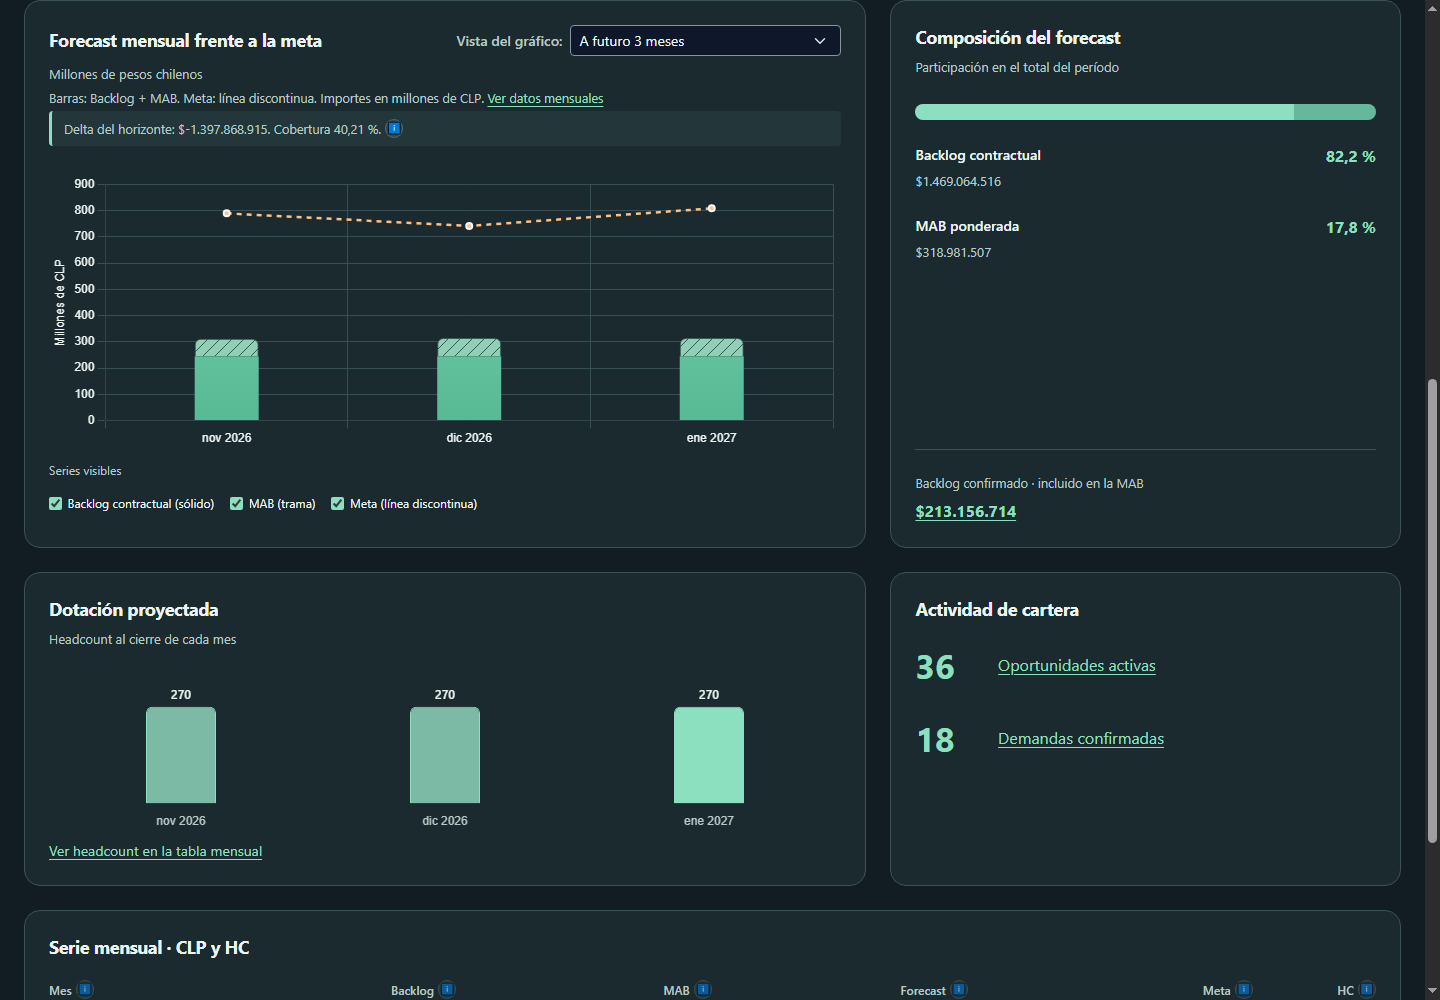 Forecast mensual frente a la meta
Vista del gráfico: A futuro 3 meses
Millones de pesos chilenos
Barras: Backlog + MAB. Meta: línea discontinua. Importes en millones de CLP. Ver datos mensuales
Delta del horizonte: $-1.397.868.915. Cobertura 40,21 %. i
Millones de CLP
900
800
700
600
500
400
300
200
100
0
nov 2026
dic 2026
ene 2027
Series visibles
Backlog contractual (sólido)
MAB (trama)
Meta (línea discontinua)
Composición del forecast
Participación en el total del período
Backlog contractual 82,2 %
$1.469.064.516
MAB ponderada 17,8 %
$318.981.507
Backlog confirmado · incluido en la MAB
$213.156.714
Dotación proyectada
Headcount al cierre de cada mes
270 270 270
nov 2026 dic 2026 ene 2027
Ver headcount en la tabla mensual
Actividad de cartera
36 Oportunidades activas
18 Demandas confirmadas
Serie mensual · CLP y HC
Mes i Backlog i MAB i Forecast i Meta i HC i